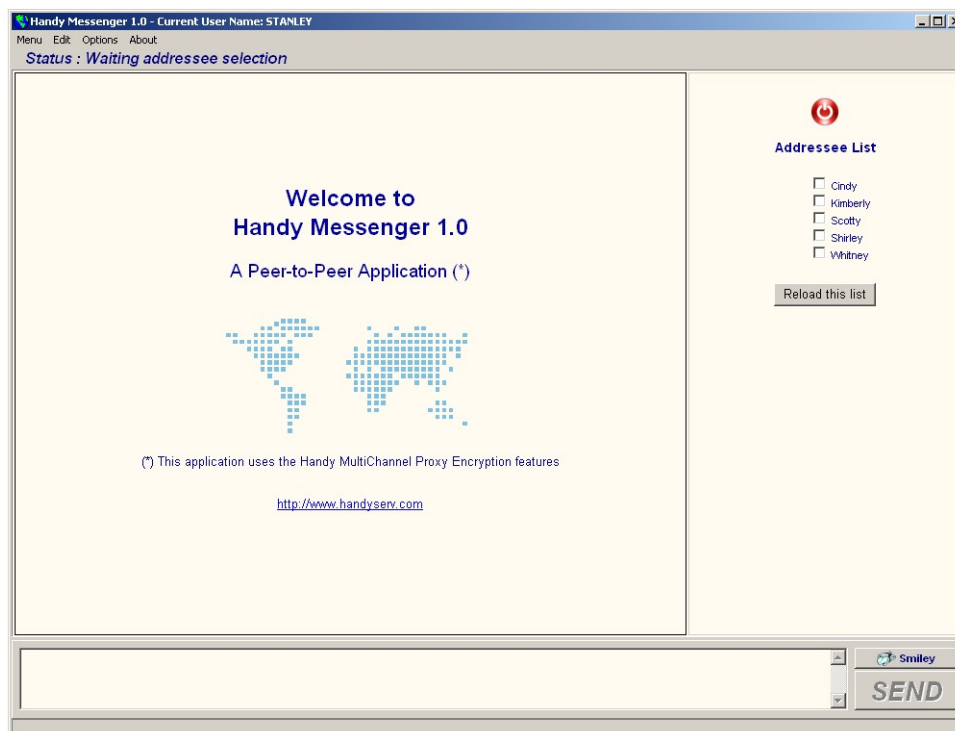 Handy Messenger 1.0 - Current User Name: STANLEY
Menu Edit Options About
Status : Waiting addressee selection
Welcome to
Handy Messenger 1.0
A Peer-to-Peer Application (*)
(*) This application uses the Handy MultiChannel Proxy Encryption features
http://www.handyserv.com
Addressee List
Cindy
Kimberly
Scotty
Shirley
Whitney
Reload this list
Smiley
SEND